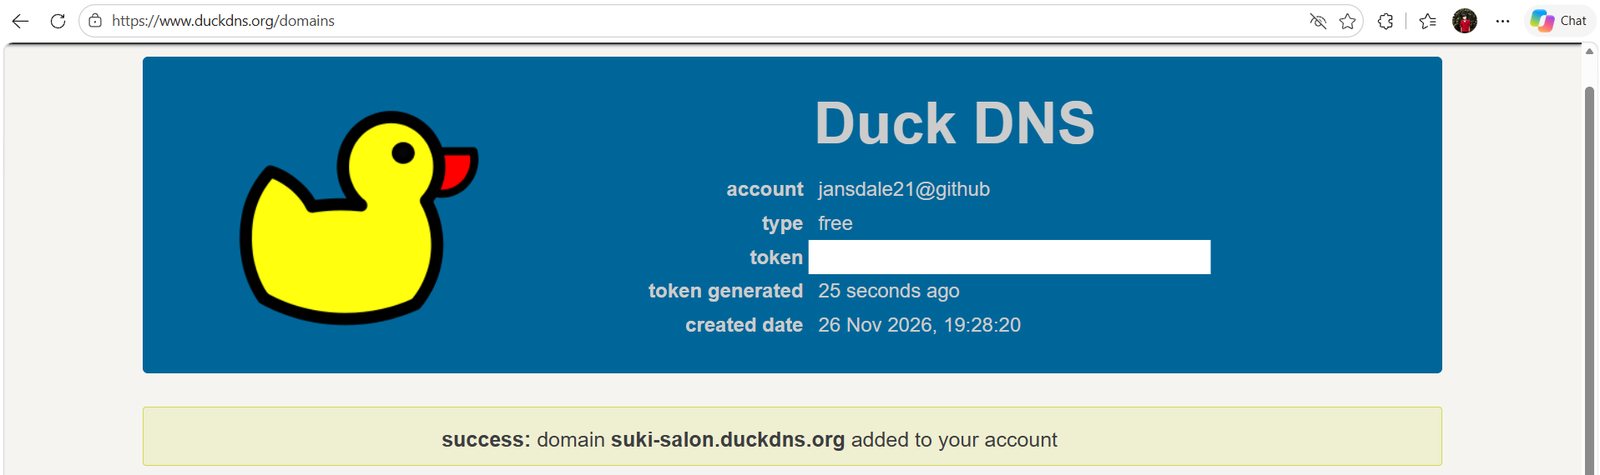 https://www.duckdns.org/domains
Chat
Duck DNS
account jansdale21@github
type free
token
token generated 25 seconds ago
created date 26 Nov 2026, 19:28:20
success: domain suki-salon.duckdns.org added to your account